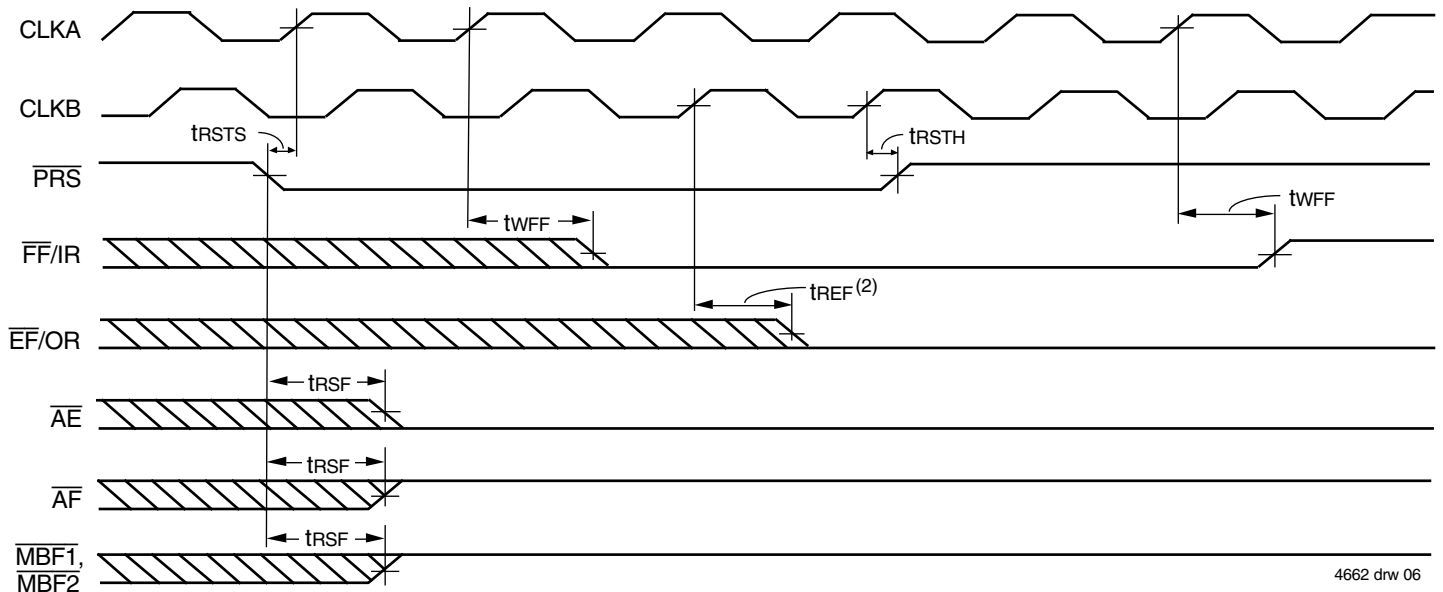 CLKA
CLKB
tRSTS
tRSTH
PRS
tWFF
tWFF
FF/IR
tREF(2)
EF/OR
tRSF
AE
tRSF
AF
tRSF
MBF1,
MBF2
4662 drw 06